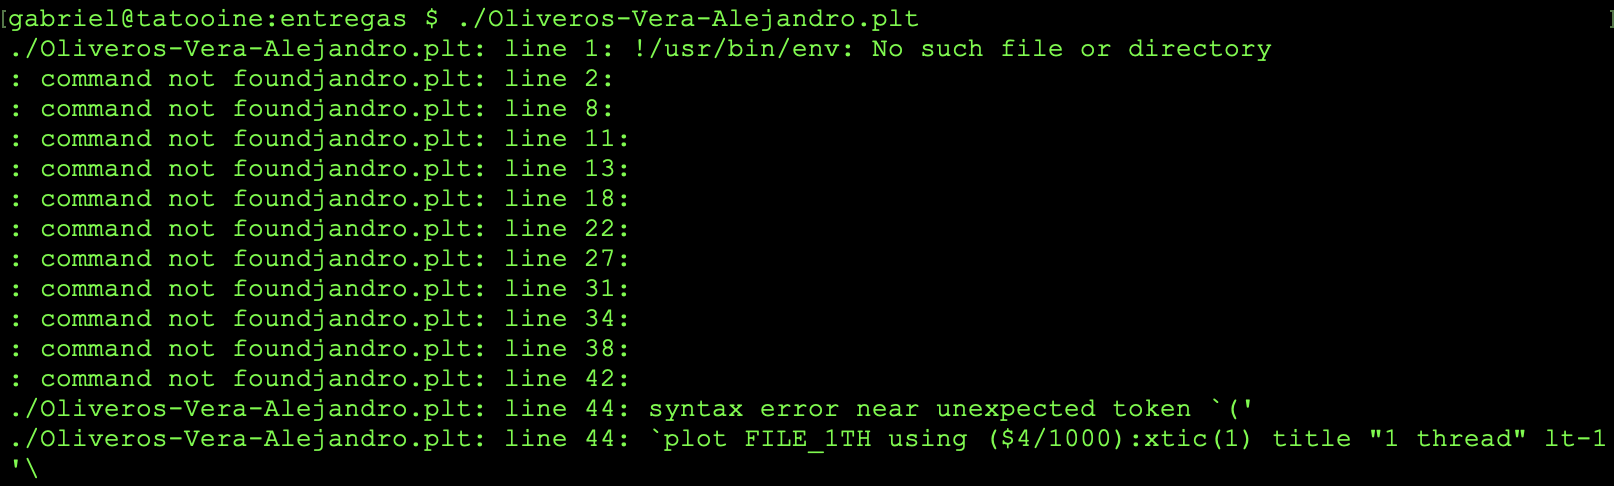 [gabriel@tatooine:entregas $ ./Oliveros-Vera-Alejandro.plt ]
./Oliveros-Vera-Alejandro.plt: line 1: !/usr/bin/env: No such file or directory
: command not foundjandro.plt: line 2:
: command not foundjandro.plt: line 8:
: command not foundjandro.plt: line 11:
: command not foundjandro.plt: line 13:
: command not foundjandro.plt: line 18:
: command not foundjandro.plt: line 22:
: command not foundjandro.plt: line 27:
: command not foundjandro.plt: line 31:
: command not foundjandro.plt: line 34:
: command not foundjandro.plt: line 38:
: command not foundjandro.plt: line 42:
./Oliveros-Vera-Alejandro.plt: line 44: syntax error near unexpected token `('
./Oliveros-Vera-Alejandro.plt: line 44: `plot FILE_1TH using ($4/1000):xtic(1) title "1 thread" lt-1
'\